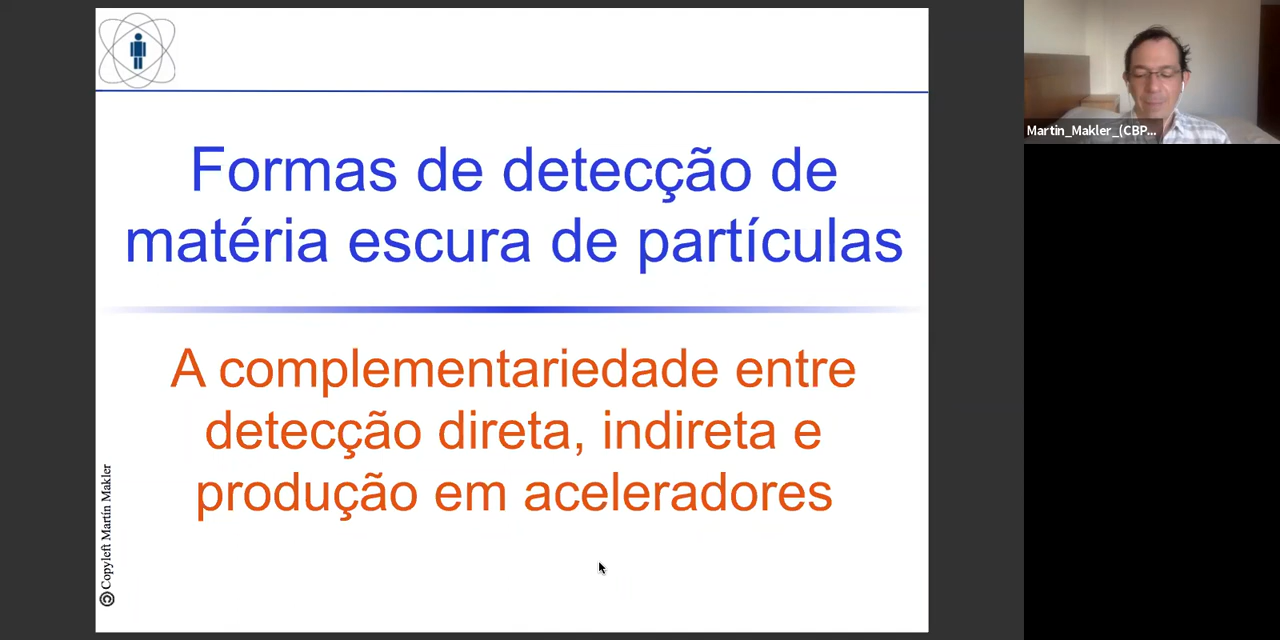 Formas de detecção de
matéria escura de partículas
A complementariedade entre
detecção direta, indireta e
produção em aceleradores
© Copyleft Martín Makler
Martin_Makler_(CBP...